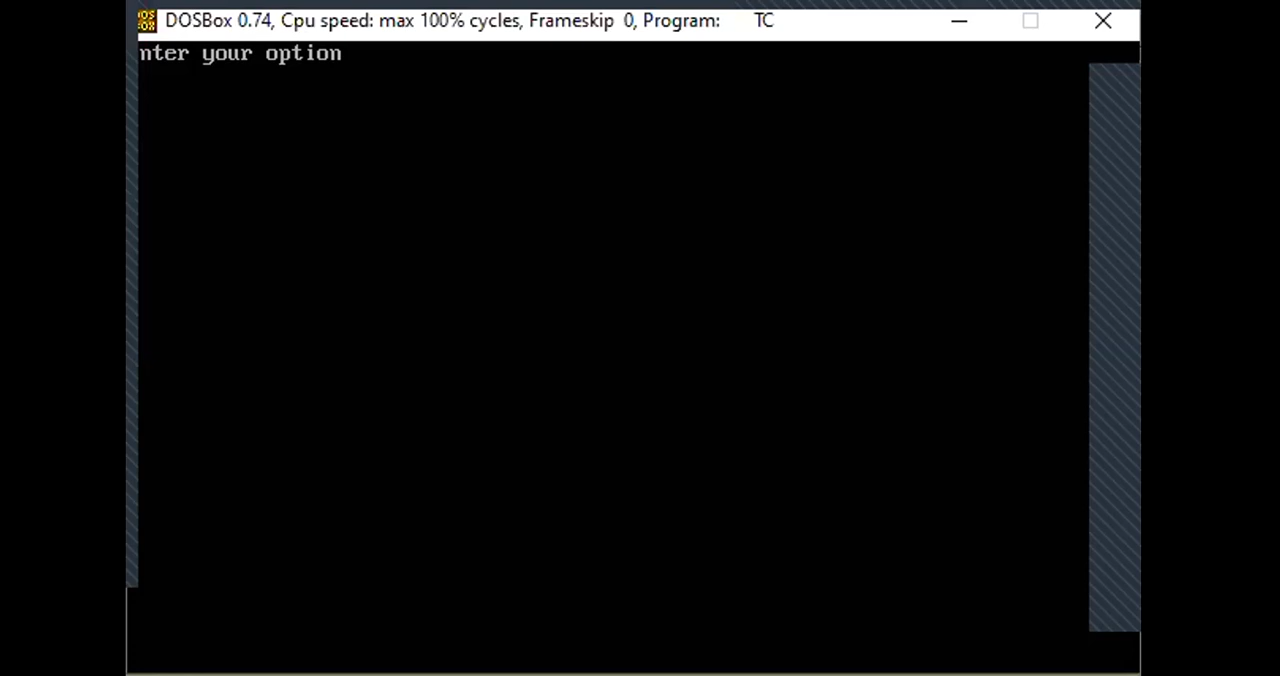 DOSBox 0.74, Cpu speed: max 100% cycles, Frameskip 0, Program: TC
nter your option